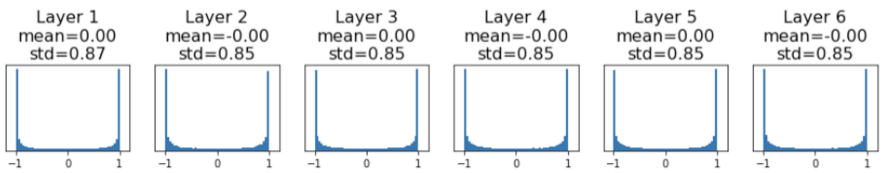 Layer 1
mean=0.00
std=0.87
Layer 2
mean=-0.00
std=0.85
Layer 3
mean=0.00
std=0.85
Layer 4
mean=-0.00
std=0.85
Layer 5
mean=0.00
std=0.85
Layer 6
mean=-0.00
std=0.85
−1 0 1
−1 0 1
−1 0 1
−1 0 1
−1 0 1
−1 0 1